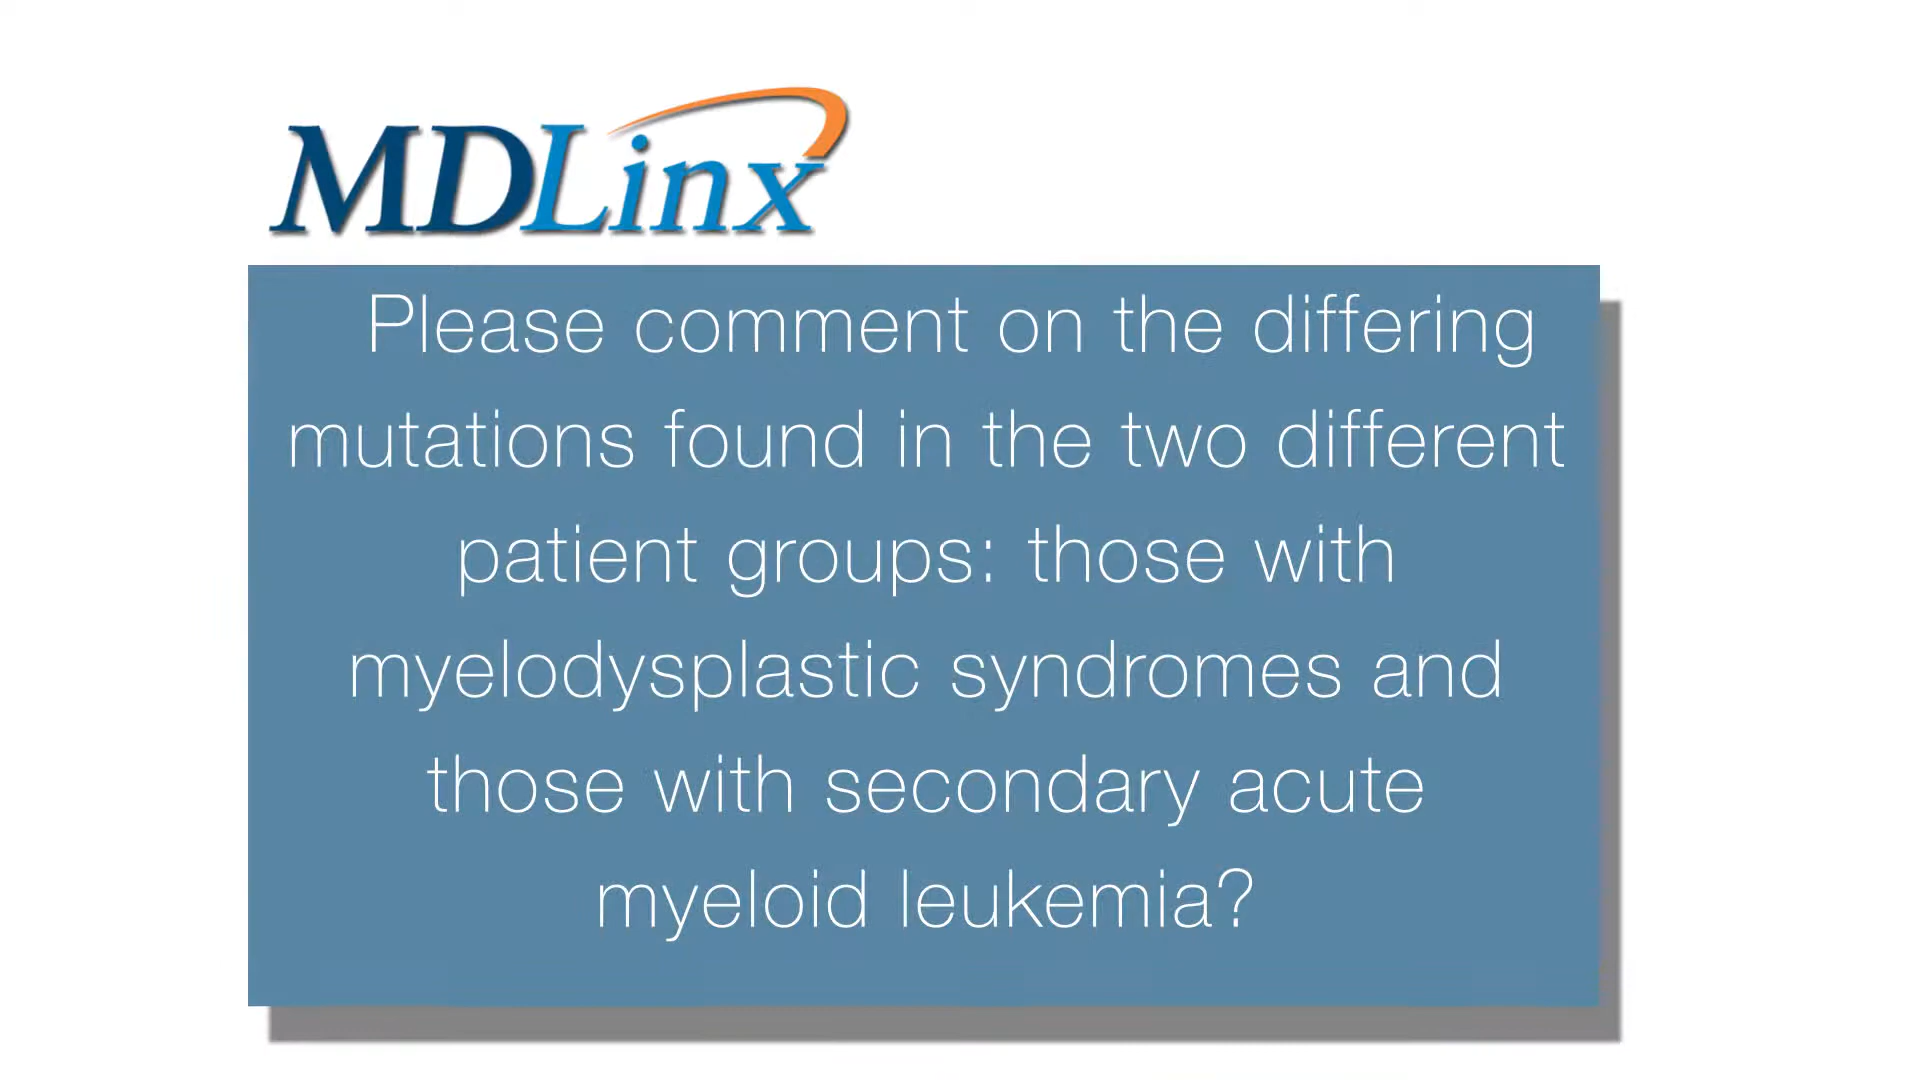 MDLinx
Please comment on the differing
mutations found in the two different
patient groups: those with
myelodysplastic syndromes and
those with secondary acute
myeloid leukemia?